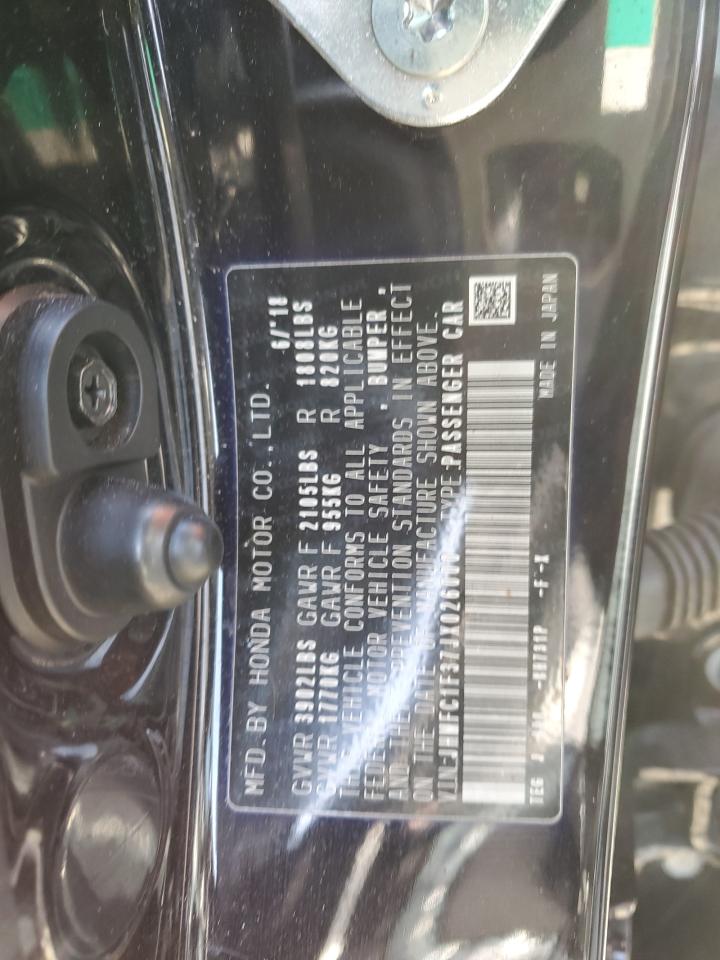 MFD.BY HONDA MOTOR CO.,LTD. 6/'18
GVWR 3902LBS GAWR F 2105LBS R 1808LBS
GVWR 1770KG GAWR F 955KG R 820KG
THIS VEHICLE CONFORMS TO ALL APPLICABLE
MOTOR VEHICLE SAFETY , BUMPER ,
AND THEFT PREVENTION STANDARDS IN EFFECT
ON THE DATE OF MANUFACTURE SHOWN ABOVE.
TYPE:PASSENGER CAR
TEG -F-X MADE IN JAPAN